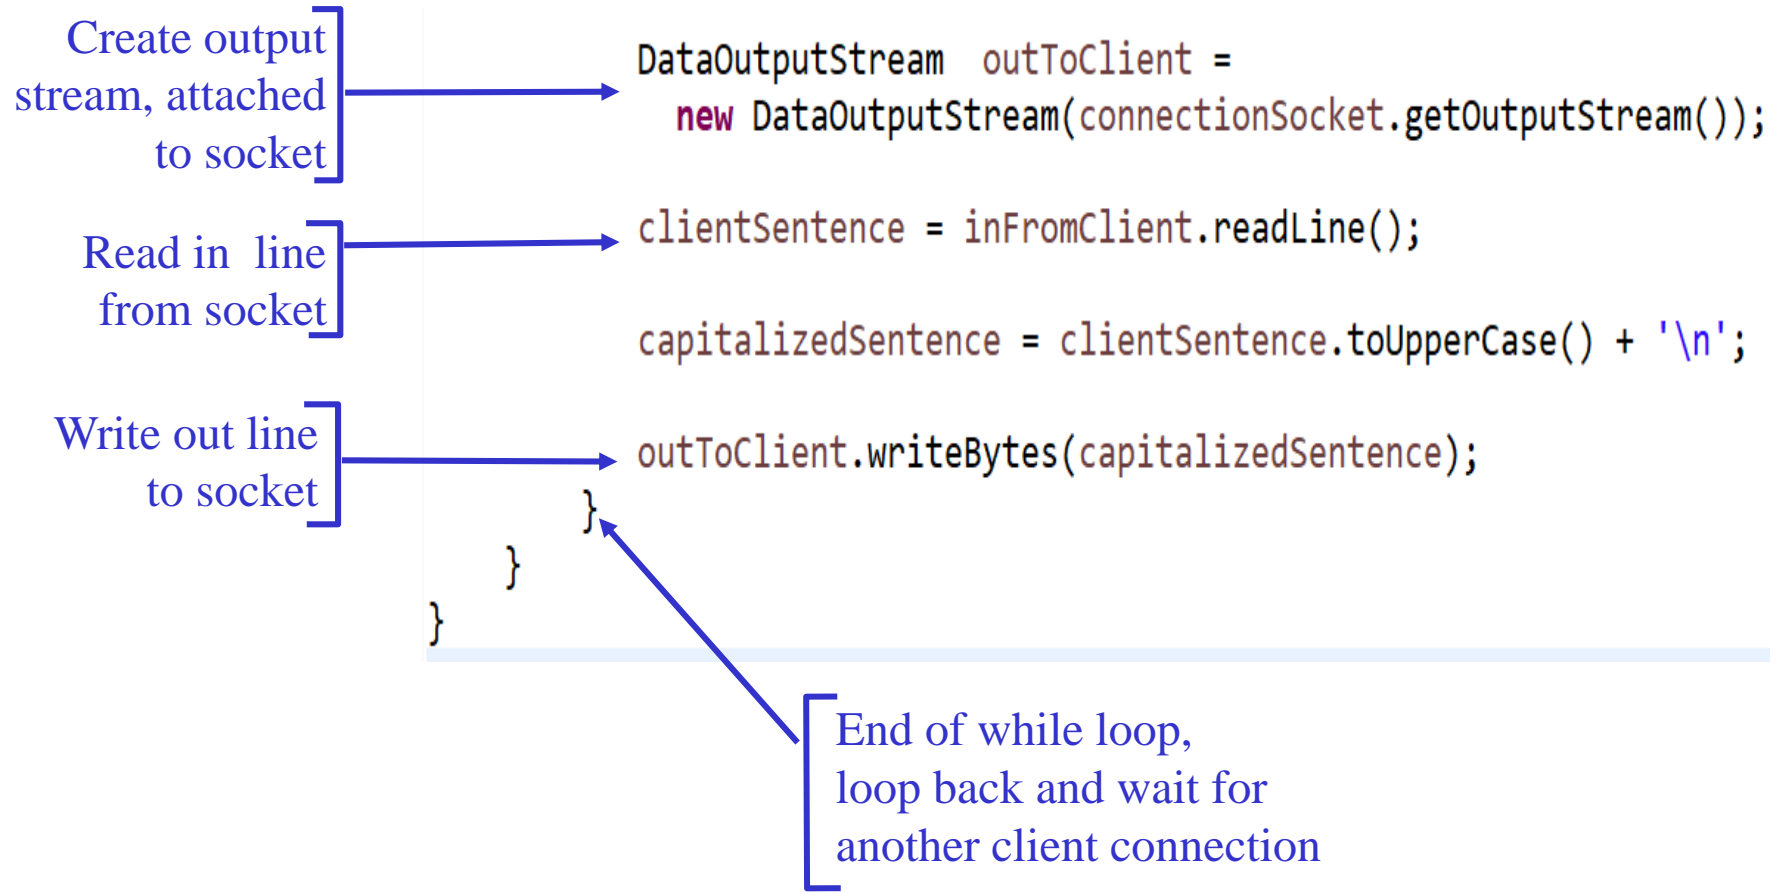 Create output
stream, attached
to socket
DataOutputStream  outToClient =
new DataOutputStream(connectionSocket.getOutputStream());
Read in  line
from socket
clientSentence = inFromClient.readLine();
capitalizedSentence = clientSentence.toUpperCase() + '\n';
Write out line
to socket
outToClient.writeBytes(capitalizedSentence);
}
}
}
End of while loop,
loop back and wait for
another client connection